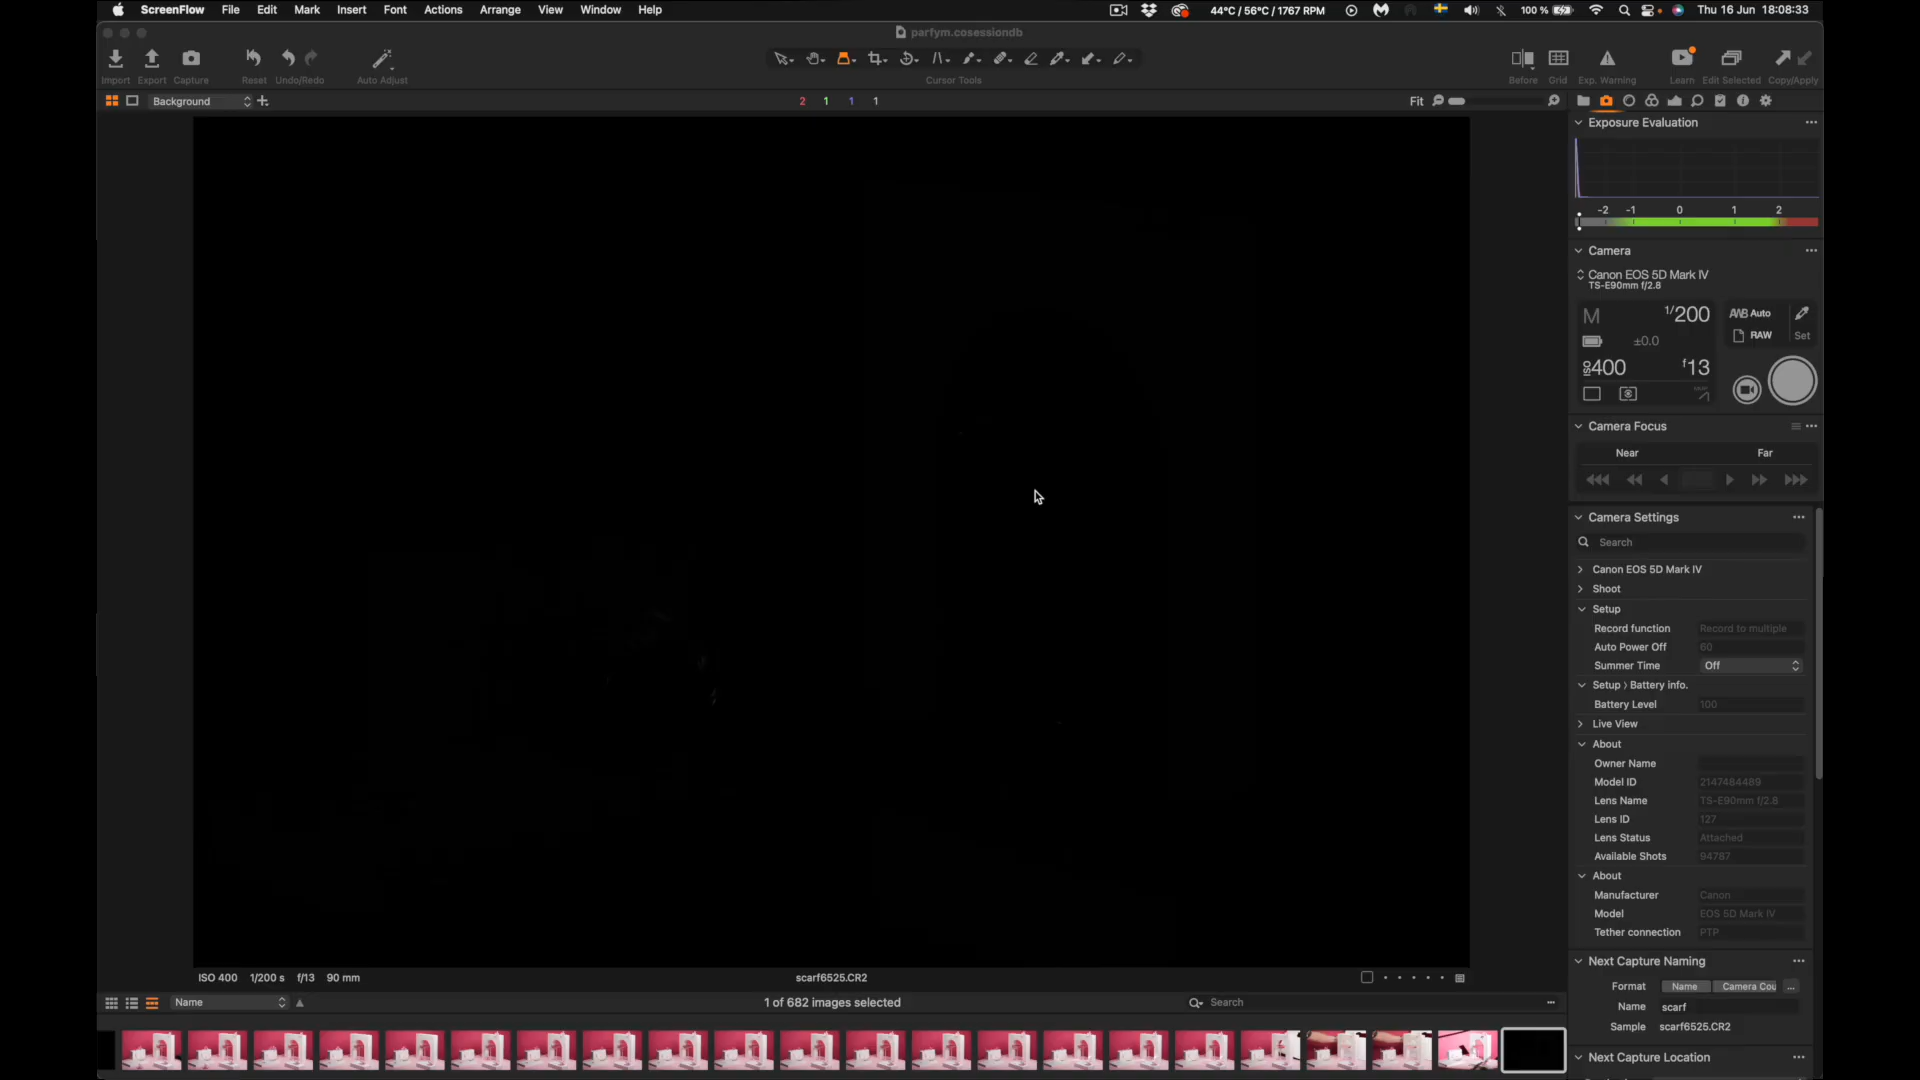 ScreenFlow File Edit Mark Insert Font Actions Arrange View Window Help 44°C / 56°C / 1767 RPM 100 % Thu 16 Jun 18:08:33
parfym.cosessiondb
Import Export Capture Reset Undo/Redo Auto Adjust Cursor Tools Before Grid Exp. Warning Learn Edit Selected Copy/Apply
Background 2 1 1 1 Fit
Exposure Evaluation
-2 -1 0 1 2
Camera
Canon EOS 5D Mark IV
TS-E90mm f/2.8
M 1/200 AWB Auto
±0.0 RAW Set
ISO 400 f13
Camera Focus
Near Far
Camera Settings
Search
Canon EOS 5D Mark IV
Shoot
Setup
Record function Record to multiple
Auto Power Off 60
Summer Time Off
Setup › Battery info.
Battery Level 100
Live View
About
Owner Name
Model ID 2147484489
Lens Name TS-E90mm f/2.8
Lens ID 127
Lens Status Attached
Available Shots 94787
About
Manufacturer Canon
Model EOS 5D Mark IV
Tether connection PTP
Next Capture Naming
Format Name Camera Cou ...
Name scarf
Sample scarf6525.CR2
Next Capture Location
ISO 400 1/200 s f/13 90 mm scarf6525.CR2
Name 1 of 682 images selected Search